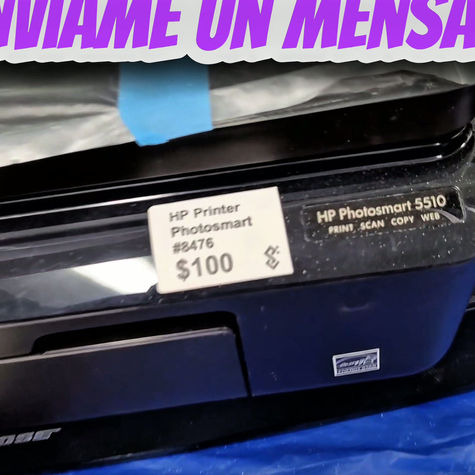 NVIAME UN MENSA
HP Printer
Photosmart
#8476
$100
HP Photosmart 5510
PRINT SCAN COPY WEB